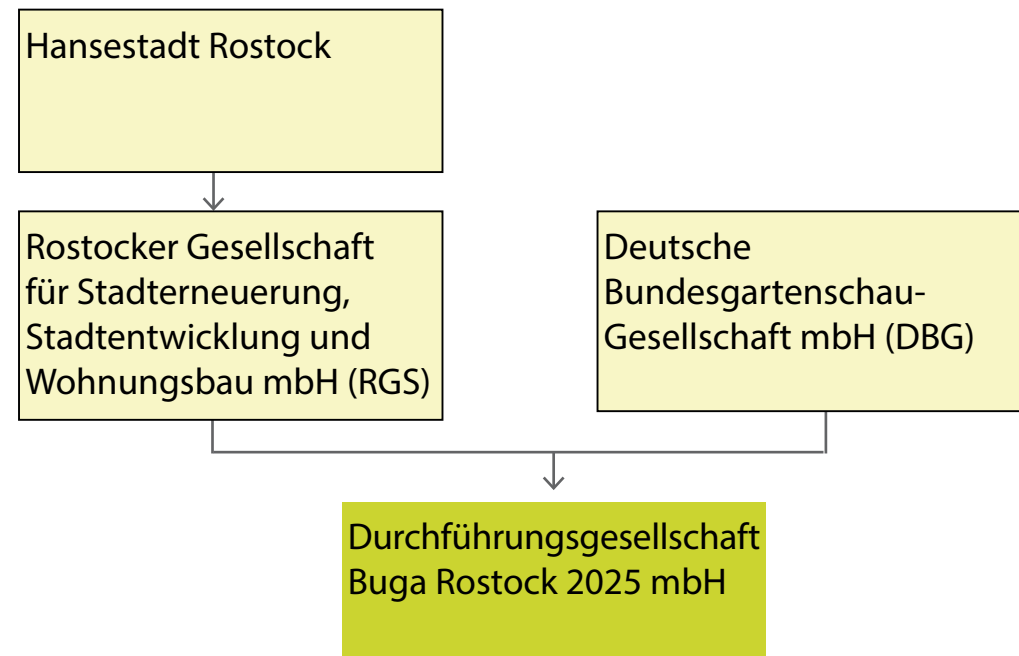 Hansestadt Rostock
Rostocker Gesellschaft
für Stadterneuerung,
Stadtentwicklung und
Wohnungsbau mbH (RGS)
Deutsche
Bundesgartenschau-
Gesellschaft mbH (DBG)
Durchführungsgesellschaft
Buga Rostock 2025 mbH